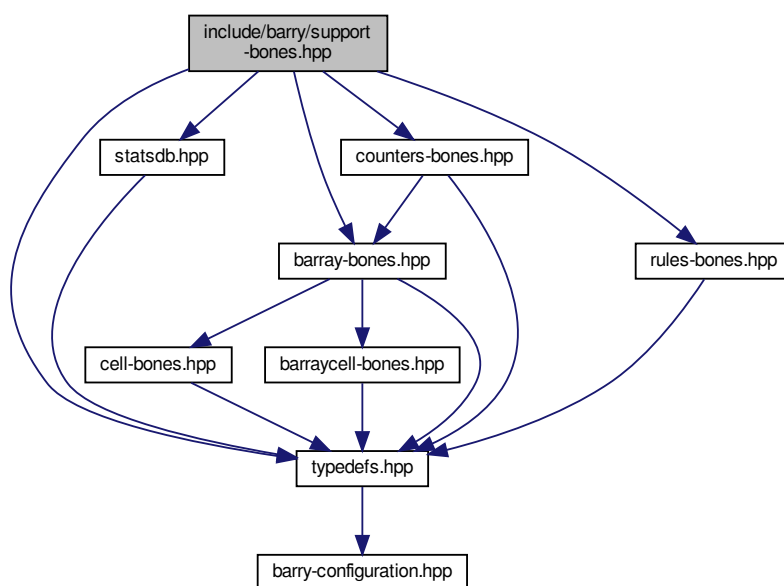 include/barry/support
-bones.hpp
statsdb.hpp
counters-bones.hpp
barray-bones.hpp
rules-bones.hpp
cell-bones.hpp
barraycell-bones.hpp
typedefs.hpp
barry-configuration.hpp